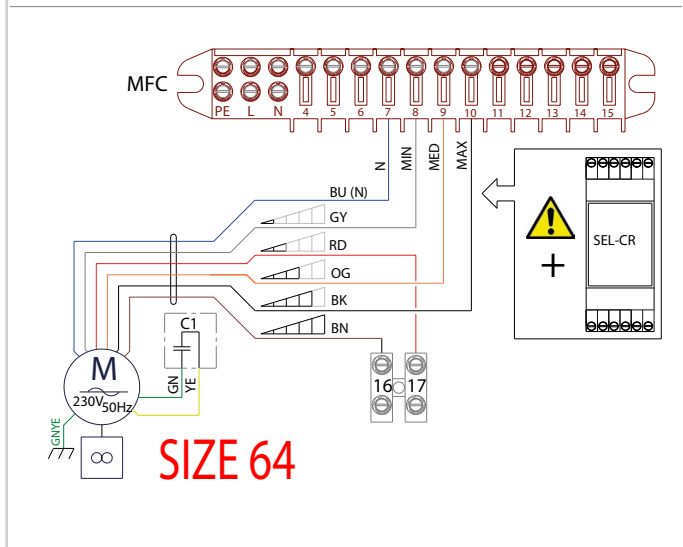 MFC
PE L N 4 5 6 7 8 9 10 11 12 13 14 15
N MIN MED MAX
BU (N)
GY
RD
OG
BK
BN
SEL-CR
+
C1
GN YE
16 17
M
230V 50Hz
GNYE
SIZE 64